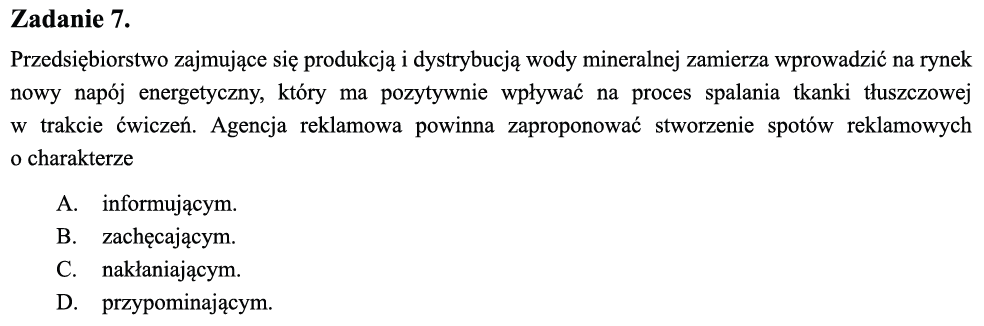 Zadanie 7.
Przedsiębiorstwo zajmujące się produkcją i dystrybucją wody mineralnej zamierza wprowadzić na rynek
nowy napój energetyczny, który ma pozytywnie wpływać na proces spalania tkanki tłuszczowej
w trakcie ćwiczeń. Agencja reklamowa powinna zaproponować stworzenie spotów reklamowych
o charakterze
A. informującym.
B. zachęcającym.
C. nakłaniającym.
D. przypominającym.